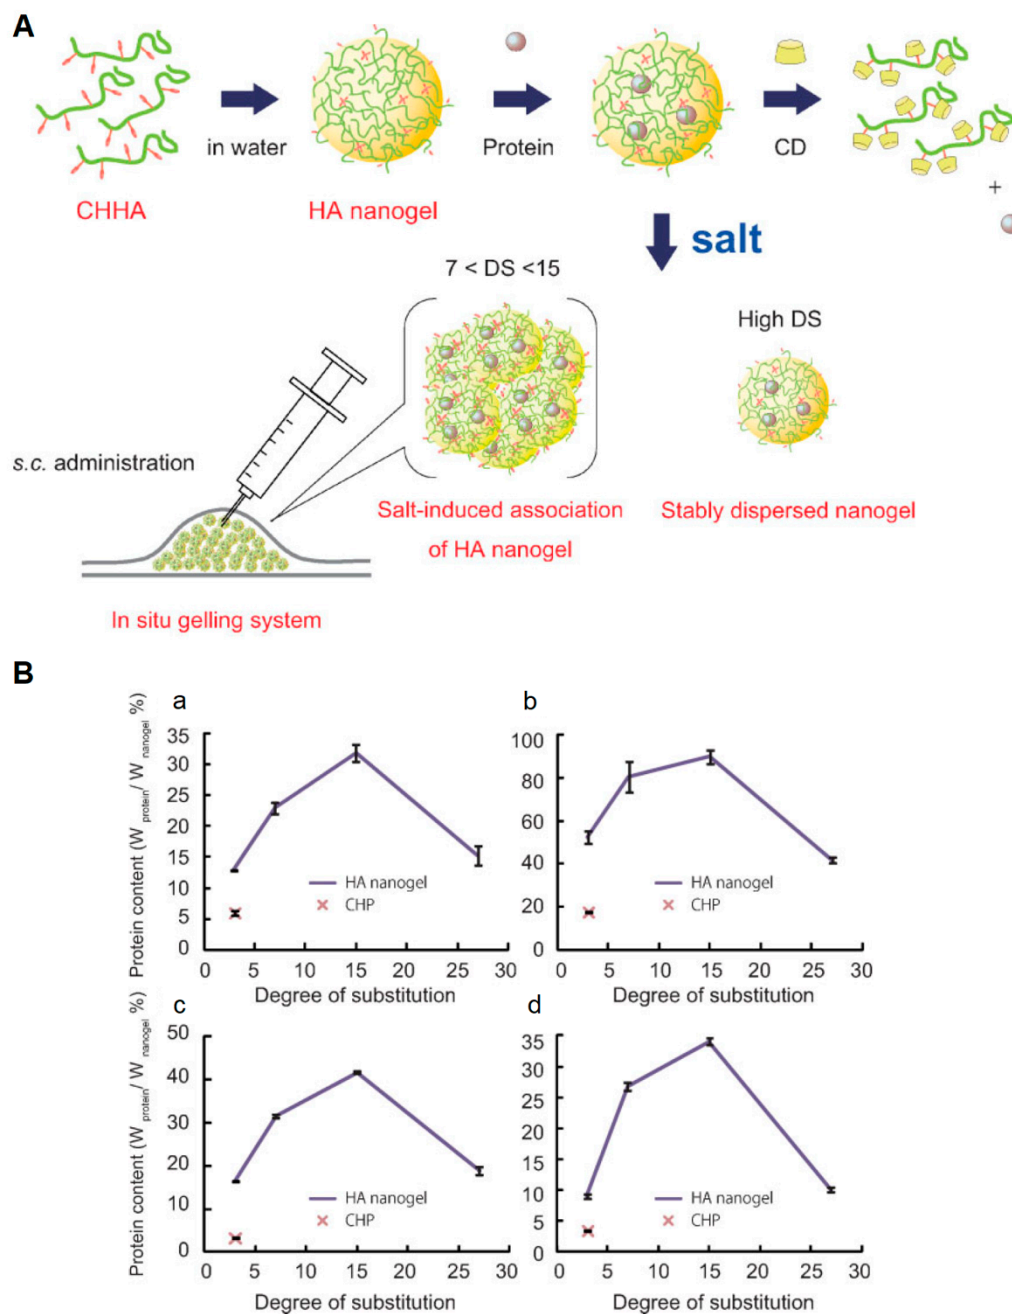 A
in water
Protein
CD
CHHA
HA nanogel
+
salt
7 < DS <15
High DS
s.c. administration
Salt-induced association
of HA nanogel
Stably dispersed nanogel
In situ gelling system
B
a
Protein content (W protein/ W nanogel %)
35
30
25
20
15
10
5
0
HA nanogel
CHP
0 5 10 15 20 25 30
Degree of substitution
b
100
80
60
40
20
0
HA nanogel
CHP
0 5 10 15 20 25 30
Degree of substitution
c
Protein content (W protein/ W nanogel %)
50
40
30
20
10
0
HA nanogel
CHP
0 5 10 15 20 25 30
Degree of substitution
d
35
30
25
20
15
10
5
0
HA nanogel
CHP
0 5 10 15 20 25 30
Degree of substitution